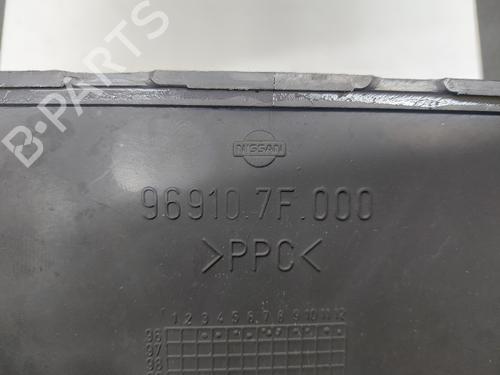 B-PARTS
NISSAN
96910.7F.000
>PPC<
1 2 3 4 5 6 7 8 9 10 11 12
96
97
98